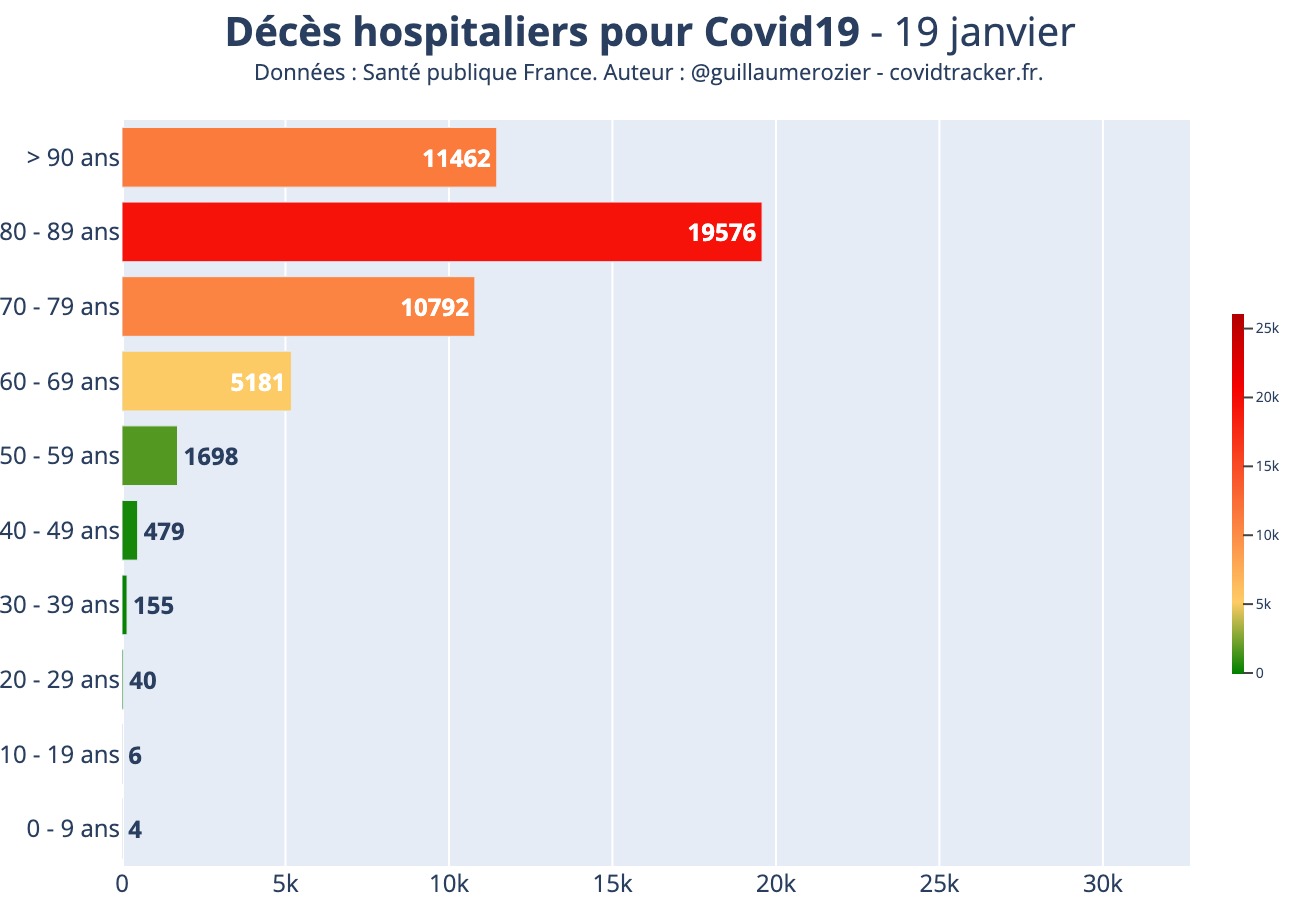 Décès hospitaliers pour Covid19 - 19 janvier
Données : Santé publique France. Auteur : @guillaumerozier - covidtracker.fr.
> 90 ans 11462
80 - 89 ans 19576
70 - 79 ans 10792
60 - 69 ans 5181
50 - 59 ans 1698
40 - 49 ans 479
30 - 39 ans 155
20 - 29 ans 40
10 - 19 ans 6
0 - 9 ans 4
0 5k 10k 15k 20k 25k 30k
25k
20k
15k
10k
5k
0